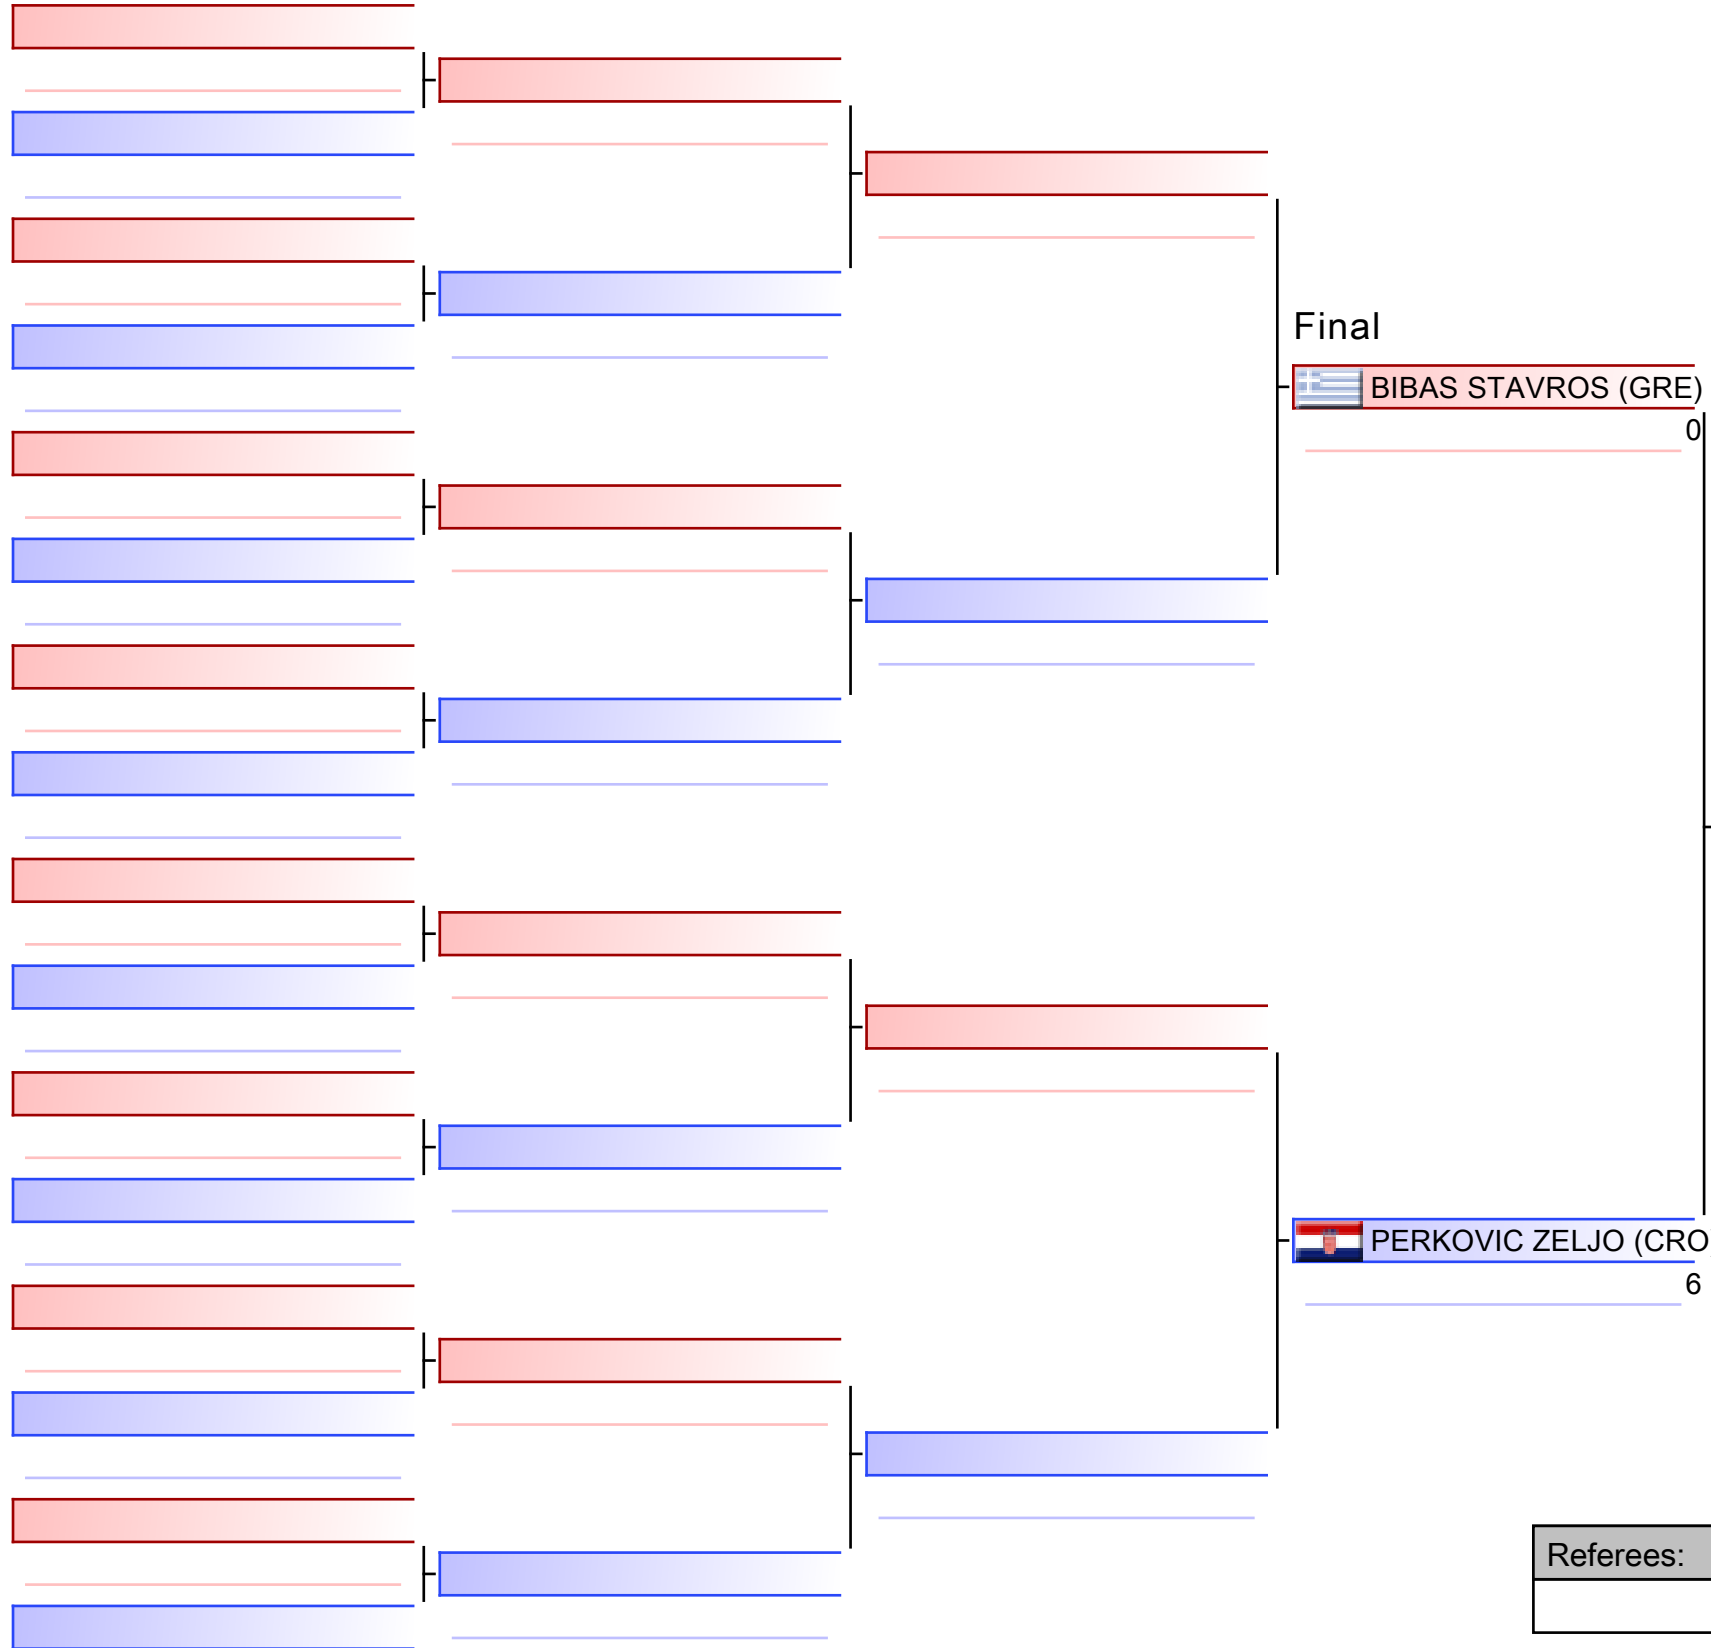 Final
BIBAS STAVROS (GRE)
0
PERKOVIC ZELJO (CRO)
6
Referees: